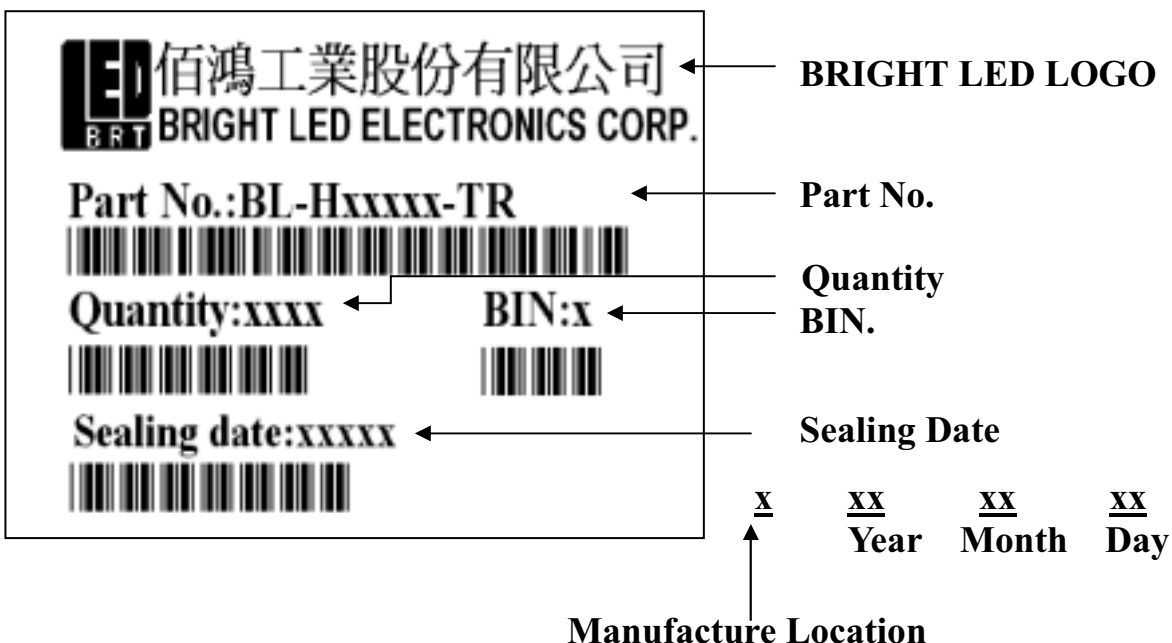 LED 佰鴻工業股份有限公司 BRIGHT LED LOGO
BRT BRIGHT LED ELECTRONICS CORP.
Part No.:BL-Hxxxxx-TR Part No.
Quantity
Quantity:xxxx BIN:x BIN.
Sealing date:xxxxx Sealing Date
x xx xx xx
Year Month Day
Manufacture Location